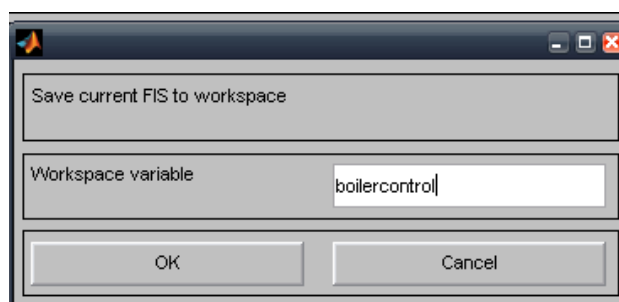 Save current FIS to workspace
Workspace variable
boilercontrol
OK
Cancel